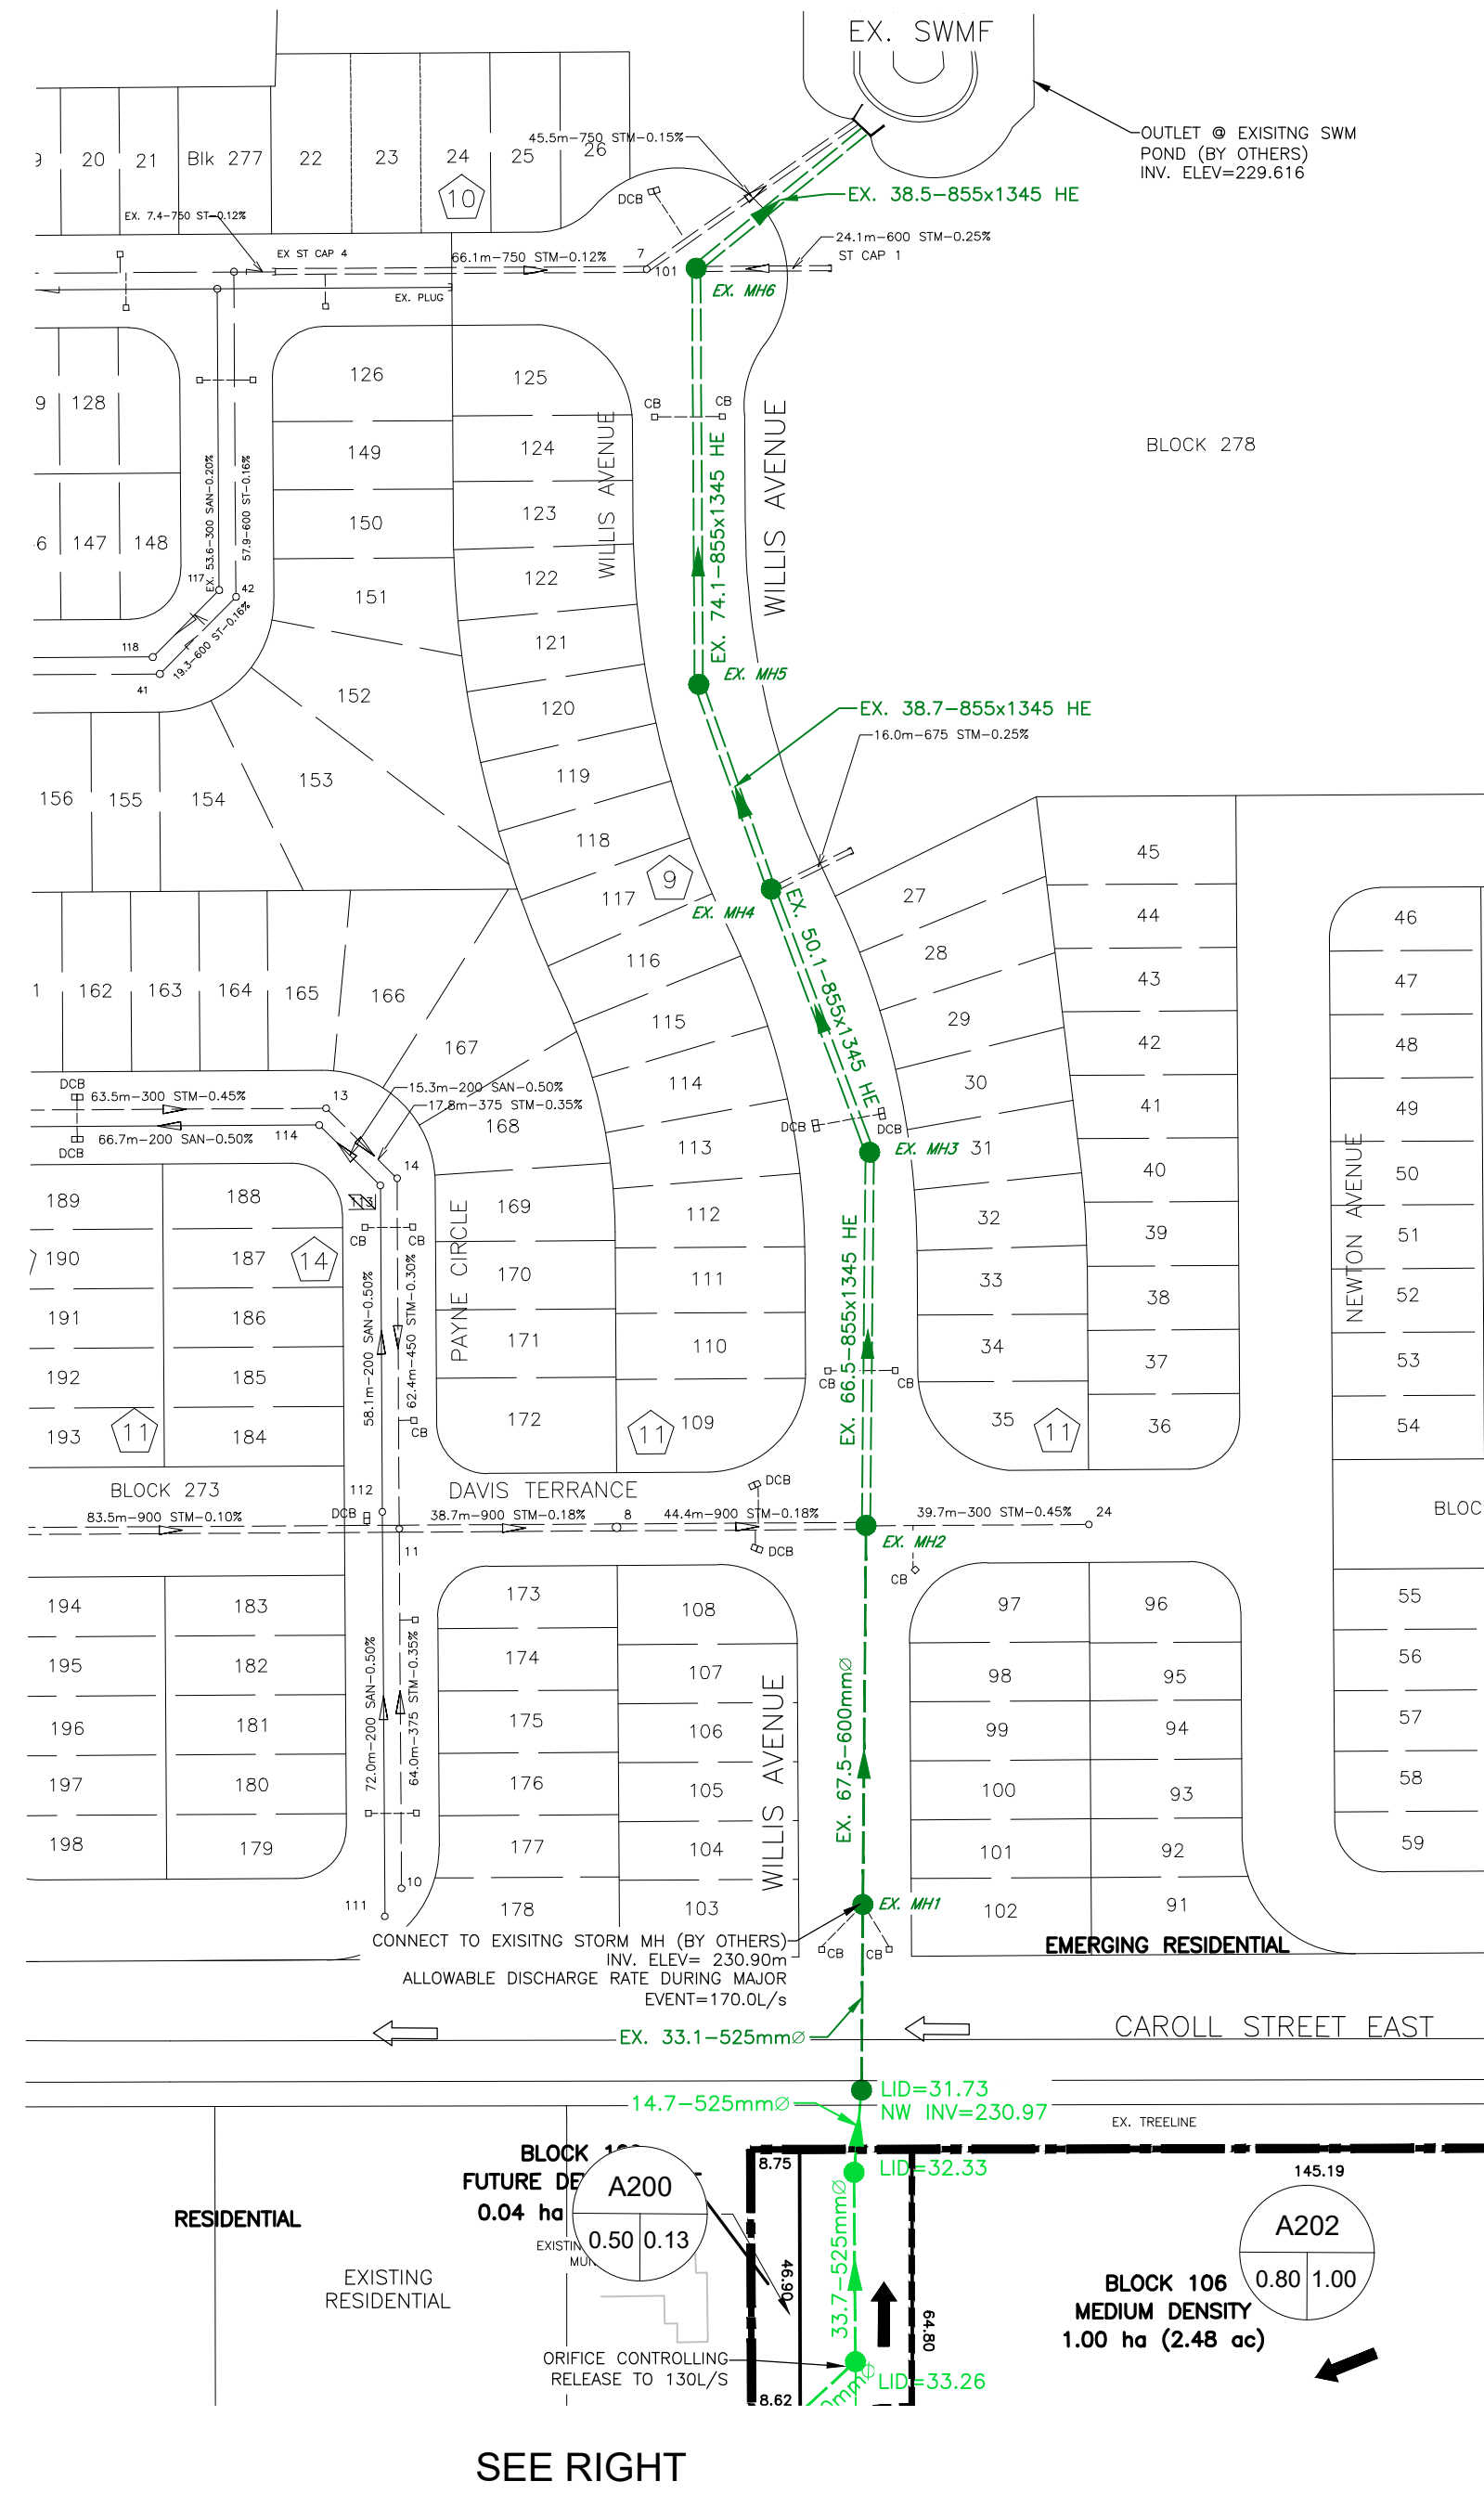 EX. SWMF
OUTLET @ EXISITNG SWM
POND (BY OTHERS)
INV. ELEV=229.616
45.5m-750 STM-0.15%
9
20
21
Blk 277
22
23
24
25
26
10
DCB
EX. 38.5-855x1345 HE
EX. 7.4-750 ST-0.12%
EX ST CAP 4
66.1m-750 STM-0.12%
7
101
24.1m-600 STM-0.25%
ST CAP 1
EX. MH6
EX. PLUG
126
125
9
128
CB
CB
WILLIS AVENUE
WILLIS AVENUE
BLOCK 278
149
124
EX. 74.1-855x1345 HE
EX. 53.6-300 SAN-0.20%
57.9-600 ST-0.16%
150
123
6
147
148
122
117
42
151
121
118
19.3-600 ST-0.16%
41
EX. MH5
152
120
EX. 38.7-855x1345 HE
16.0m-675 STM-0.25%
153
119
156
155
154
118
45
9
117
27
EX. MH4
44
46
EX. 50.1-855x1345 HE
116
28
43
47
1
162
163
164
165
166
115
29
42
48
167
DCB
63.5m-300 STM-0.45%
13
15.3m-200 SAN-0.50%
17.8m-375 STM-0.35%
114
30
41
49
66.7m-200 SAN-0.50%
114
DCB
168
DCB
DCB
113
EX. MH3
31
40
50
NEWTON AVENUE
14
113
189
188
169
112
32
39
51
CB
CB
PAYNE CIRCLE
190
187
14
170
111
33
38
52
58.1m-200 SAN-0.50%
62.4m-450 STM-0.30%
EX. 66.5-855x1345 HE
191
186
171
110
34
37
53
192
185
CB
CB
193
11
184
CB
172
11
109
35
11
36
54
BLOCK 273
112
DAVIS TERRANCE
DCB
BLOC
83.5m-900 STM-0.10%
DCB
38.7m-900 STM-0.18%
8
44.4m-900 STM-0.18%
39.7m-300 STM-0.45%
24
11
DCB
EX. MH2
CB
194
183
173
108
97
96
55
195
182
174
107
98
95
56
72.0m-200 SAN-0.50%
64.0m-375 STM-0.35%
WILLIS AVENUE
EX. 67.5-600mmØ
196
181
175
106
99
94
57
197
180
176
105
100
93
58
198
179
177
104
101
92
59
10
111
178
103
EX. MH1
102
91
CONNECT TO EXISITNG STORM MH (BY OTHERS)
INV. ELEV= 230.90m
ALLOWABLE DISCHARGE RATE DURING MAJOR
EVENT=170.0L/s
CB
CB
EMERGING RESIDENTIAL
EX. 33.1-525mmØ
CAROLL STREET EAST
LID=31.73
NW INV=230.97
14.7-525mmØ
EX. TREELINE
BLOCK
FUTURE
0.04 ha
A200
0.50
0.13
8.75
LID=32.33
145.19
RESIDENTIAL
A202
0.80
1.00
EXISTING
RESIDENTIAL
46.90
33.7-525mmØ
64.80
BLOCK 106
MEDIUM DENSITY
1.00 ha (2.48 ac)
ORIFICE CONTROLLING
RELEASE TO 130L/S
LID=33.26
8.62
SEE RIGHT